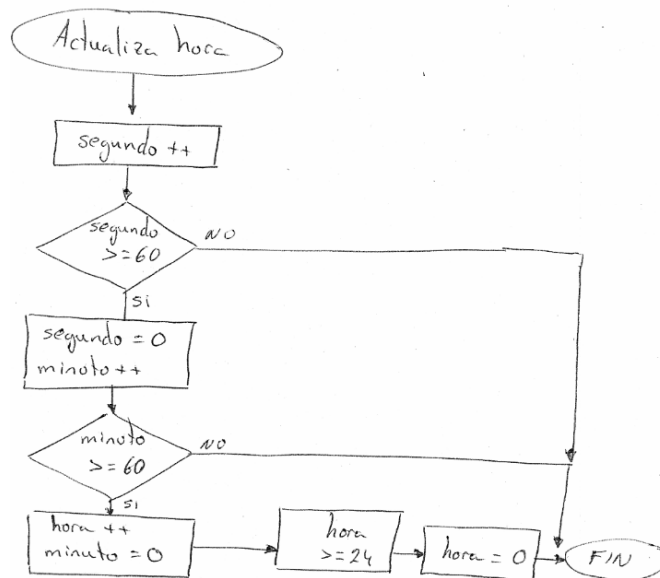 Actualiza hora
segundo ++
segundo
>=60
NO
si
segundo = 0
minuto ++
minuto
>=60
NO
si
hora ++
minuto = 0
hora
>=24
hora = 0
FIN